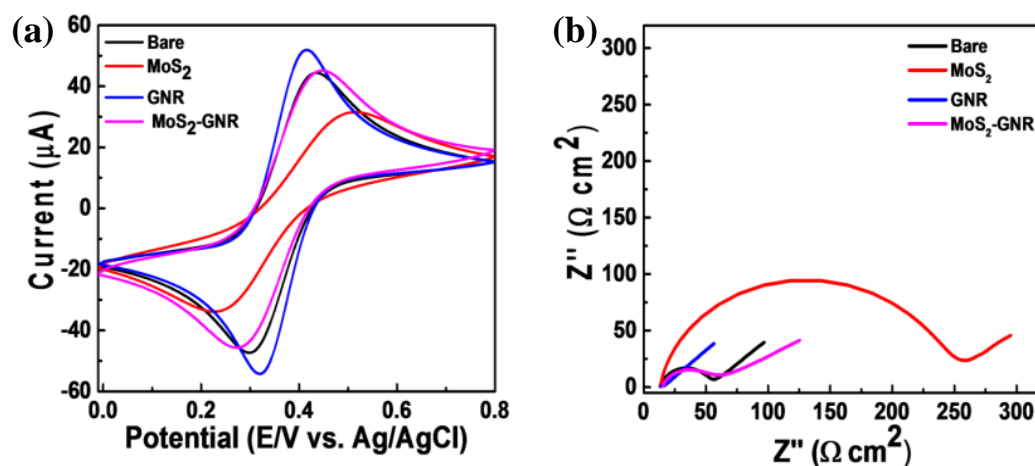 (a)
Current (μA)
60
40
20
0
-20
-40
-60
Bare
MoS₂
GNR
MoS₂-GNR
0.0 0.2 0.4 0.6 0.8
Potential (E/V vs. Ag/AgCl)
(b)
Z'' (Ω cm²)
300
250
200
150
100
50
0
Bare
MoS₂
GNR
MoS₂-GNR
0 50 100 150 200 250 300
Z'' (Ω cm²)